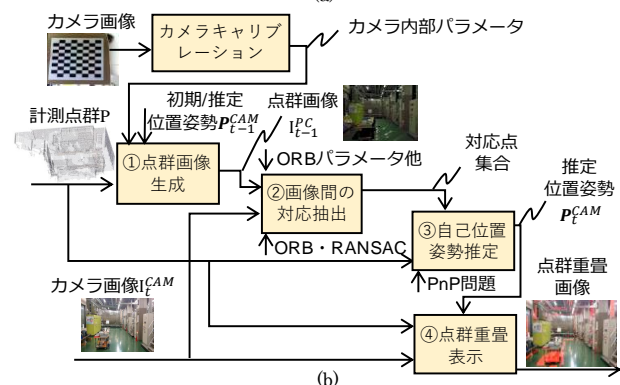 カメラ画像
カメラキャリブ
レーション
カメラ内部パラメータ
計測点群P
初期/推定
位置姿勢P_{t-1}^{CAM}
点群画像
I_{t-1}^{PC}
①点群画像
生成
ORBパラメータ他
②画像間の
対応抽出
ORB・RANSAC
対応点
集合
推定
位置姿勢
P_t^{CAM}
③自己位置
姿勢推定
PnP問題
カメラ画像I_t^{CAM}
点群重畳
画像
④点群重畳
表示
(b)